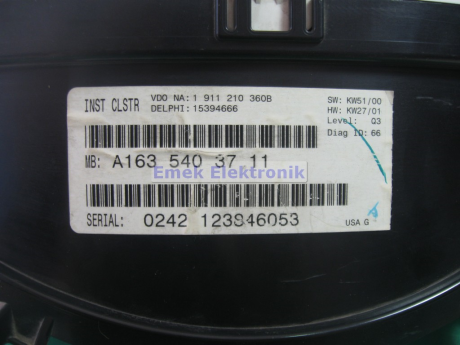 INST CLSTR
VDO NA: 1 911 210 360B
DELPHI: 15394666
SW: KW51/00
HW: KW27/01
Level: Q3
Diag ID: 66
MB: A163 540 37 11
Emek Elektronik
SERIAL: 0242 123846053
USA G